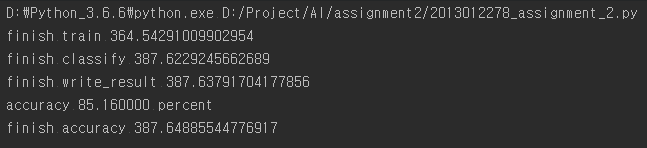 D:₩Python_3.6.6₩python.exe D:/Project/AI/assignment2/2013012278_assignment_2.py
finish train 364.54291009902954
finish classify 387.6229245662689
finish write_result 387.63791704177856
accuracy 85.160000 percent
finish accuracy 387.64885544776917